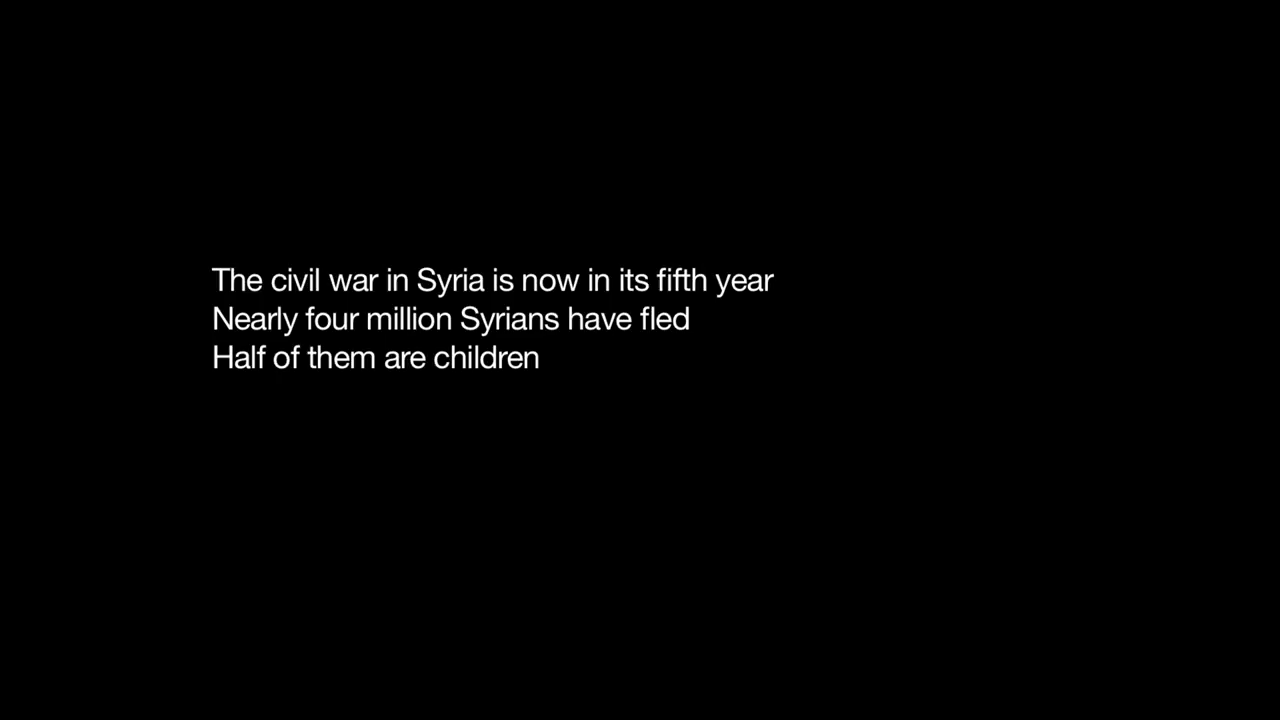 The civil war in Syria is now in its fifth year
Nearly four million Syrians have fled
Half of them are children